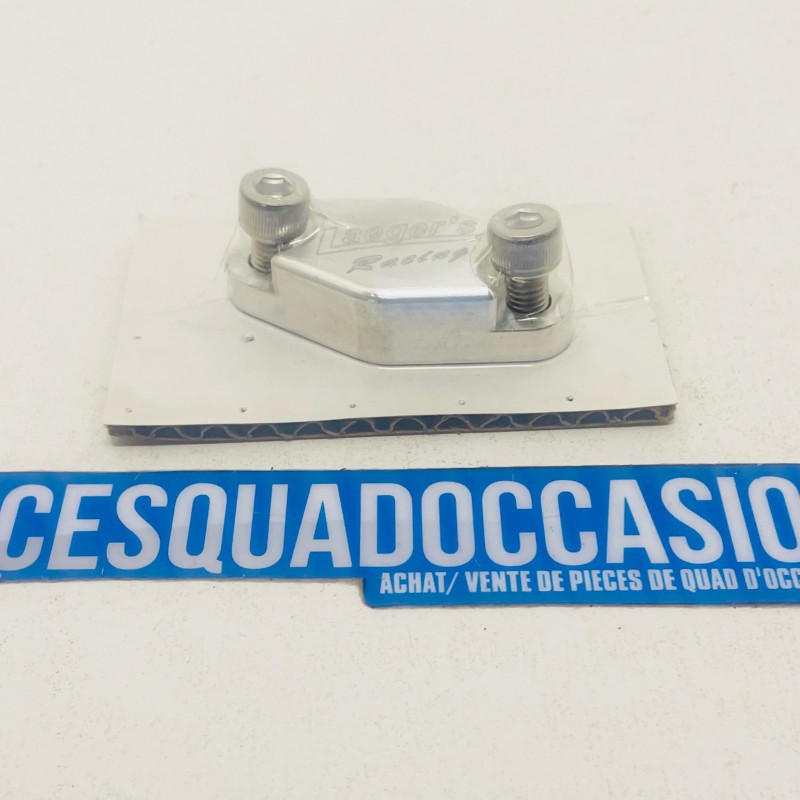 Laeger's
Racing
CESQUADOCCASIO
ACHAT/ VENTE DE PIECES DE QUAD D'OCC